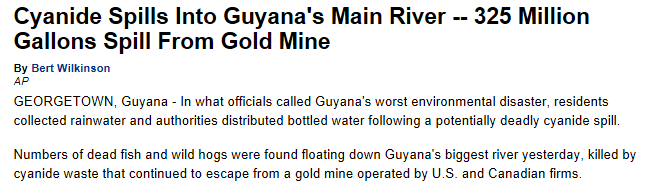 Cyanide Spills Into Guyana's Main River -- 325 Million
Gallons Spill From Gold Mine
By Bert Wilkinson
AP
GEORGETOWN, Guyana - In what officials called Guyana's worst environmental disaster, residents
collected rainwater and authorities distributed bottled water following a potentially deadly cyanide spill.
Numbers of dead fish and wild hogs were found floating down Guyana's biggest river yesterday, killed by
cyanide waste that continued to escape from a gold mine operated by U.S. and Canadian firms.